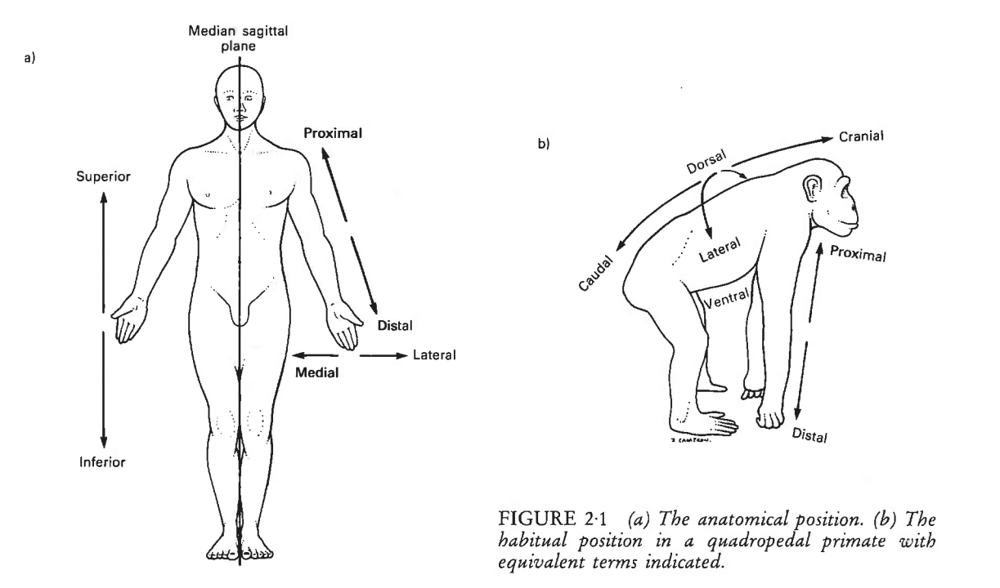 Median sagittal
plane
a)
Proximal
Superior
Distal
Lateral
Medial
Inferior
b)
Cranial
Dorsal
Lateral
Caudal
Proximal
Ventral
Distal
J. CAMERON.
FIGURE 2·1 (a) The anatomical position. (b) The
habitual position in a quadropedal primate with
equivalent terms indicated.